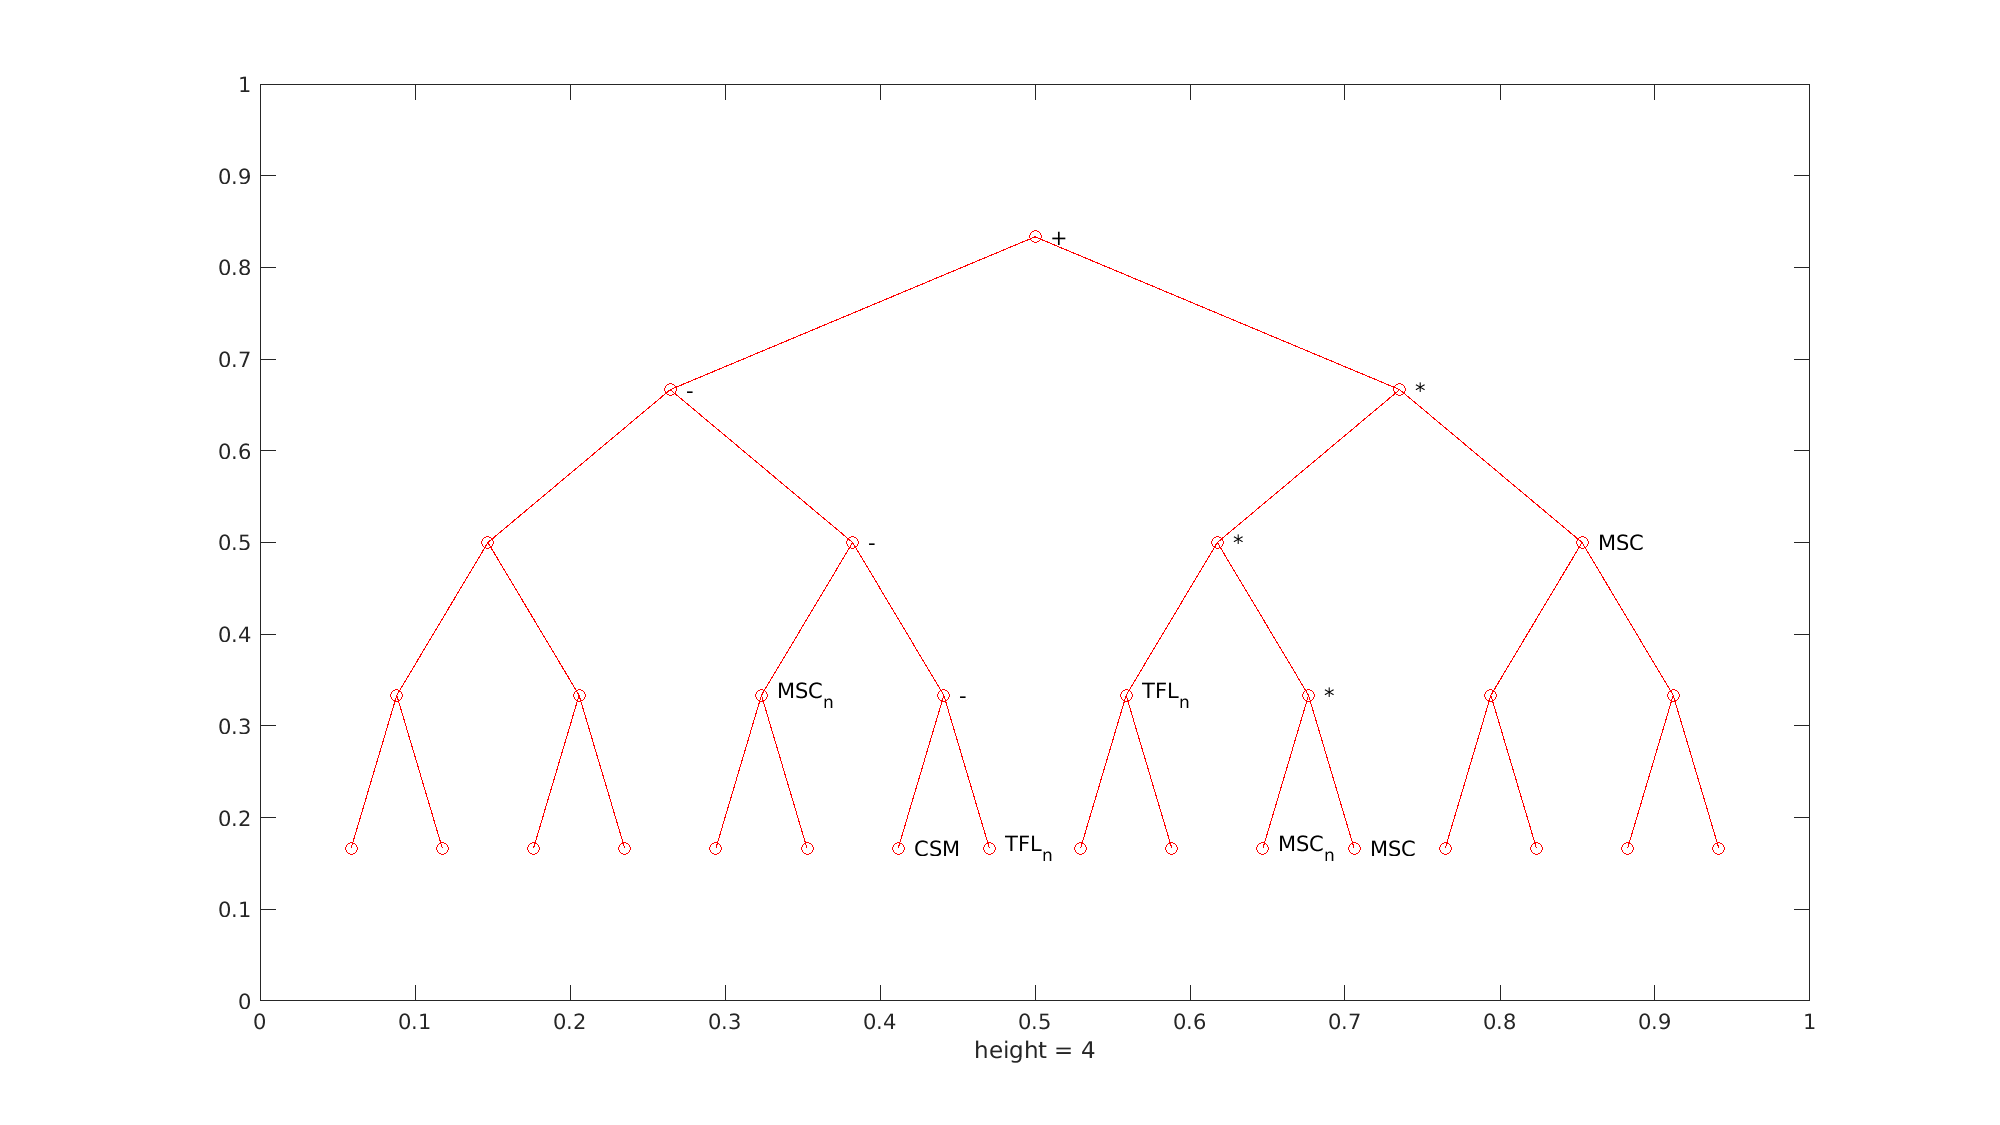 1
0.9
+
0.8
0.7
- *
0.6
0.5 - * MSC
0.4
MSC_n - TFL_n *
0.3
0.2
CSM TFL_n MSC_n MSC
0.1
0
0 0.1 0.2 0.3 0.4 0.5 0.6 0.7 0.8 0.9 1
height = 4